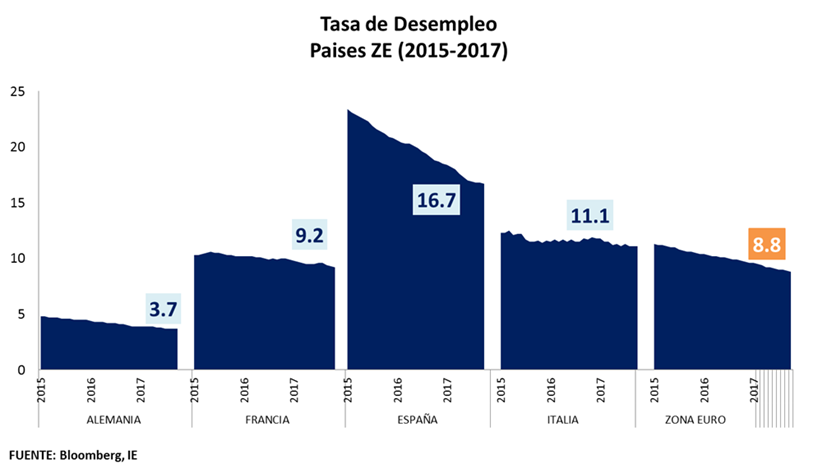 Tasa de Desempleo
Paises ZE (2015-2017)
25
20
15
10
5
0
3.7
9.2
16.7
11.1
8.8
2015 2016 2017 2015 2016 2017 2015 2016 2017 2015 2016 2017 2015 2016 2017
ALEMANIA FRANCIA ESPAÑA ITALIA ZONA EURO
FUENTE: Bloomberg, IE